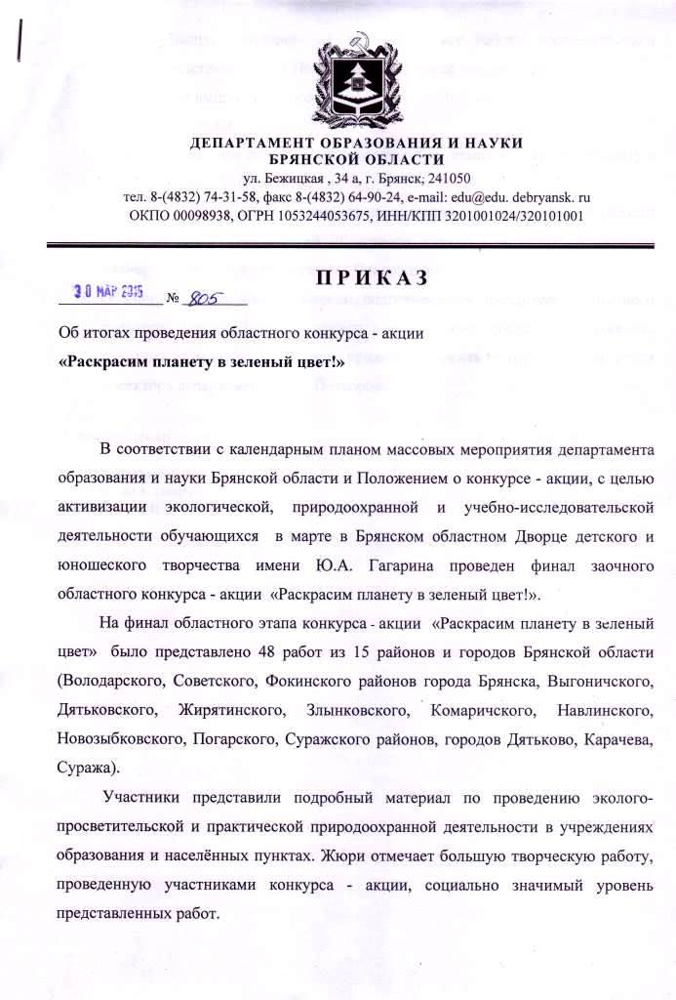 ДЕПАРТАМЕНТ ОБРАЗОВАНИЯ И НАУКИ
БРЯНСКОЙ ОБЛАСТИ
ул. Бежицкая , 34 а, г. Брянск; 241050
тел. 8-(4832) 74-31-58, факс 8-(4832) 64-90-24, e-mail: edu@edu. debryansk. ru
ОКПО 00098938, ОГРН 1053244053675, ИНН/КПП 3201001024/320101001
ПРИКАЗ
30 МАР 2015 № 805
Об итогах проведения областного конкурса - акции
«Раскрасим планету в зеленый цвет!»
В соответствии с календарным планом массовых мероприятия департамента
образования и науки Брянской области и Положением о конкурсе - акции, с целью
активизации экологической, природоохранной и учебно-исследовательской
деятельности обучающихся в марте в Брянском областном Дворце детского и
юношеского творчества имени Ю.А. Гагарина проведен финал заочного
областного конкурса - акции «Раскрасим планету в зеленый цвет!».
На финал областного этапа конкурса - акции «Раскрасим планету в зеленый
цвет» было представлено 48 работ из 15 районов и городов Брянской области
(Володарского, Советского, Фокинского районов города Брянска, Выгоничского,
Дятьковского, Жирятинского, Злынковского, Комаричского, Навлинского,
Новозыбковского, Погарского, Суражского районов, городов Дятьково, Карачева,
Суража).
Участники представили подробный материал по проведению эколого-
просветительской и практической природоохранной деятельности в учреждениях
образования и населённых пунктах. Жюри отмечает большую творческую работу,
проведенную участниками конкурса - акции, социально значимый уровень
представленных работ.